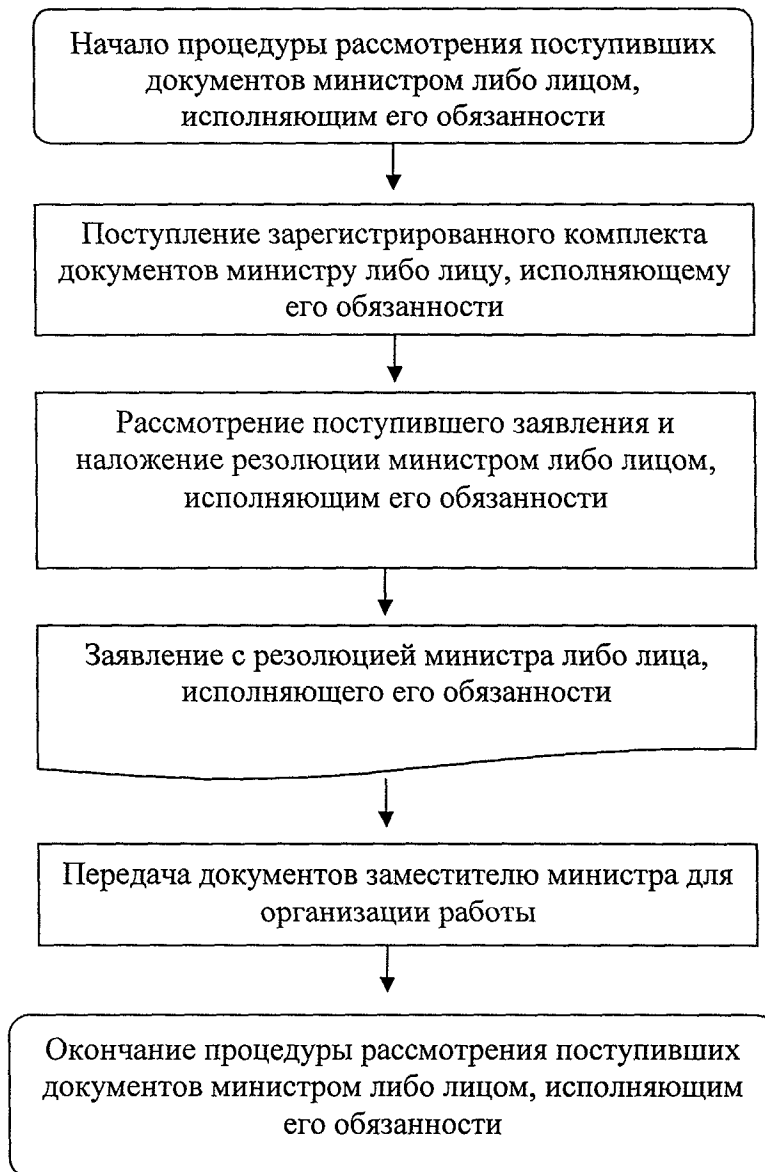 Начало процедуры рассмотрения поступивших
документов министром либо лицом,
исполняющим его обязанности
Поступление зарегистрированного комплекта
документов министру либо лицу, исполняющему
его обязанности
Рассмотрение поступившего заявления и
наложение резолюции министром либо лицом,
исполняющим его обязанности
Заявление с резолюцией министра либо лица,
исполняющего его обязанности
Передача документов заместителю министра для
организации работы
Окончание процедуры рассмотрения поступивших
документов министром либо лицом, исполняющим
его обязанности